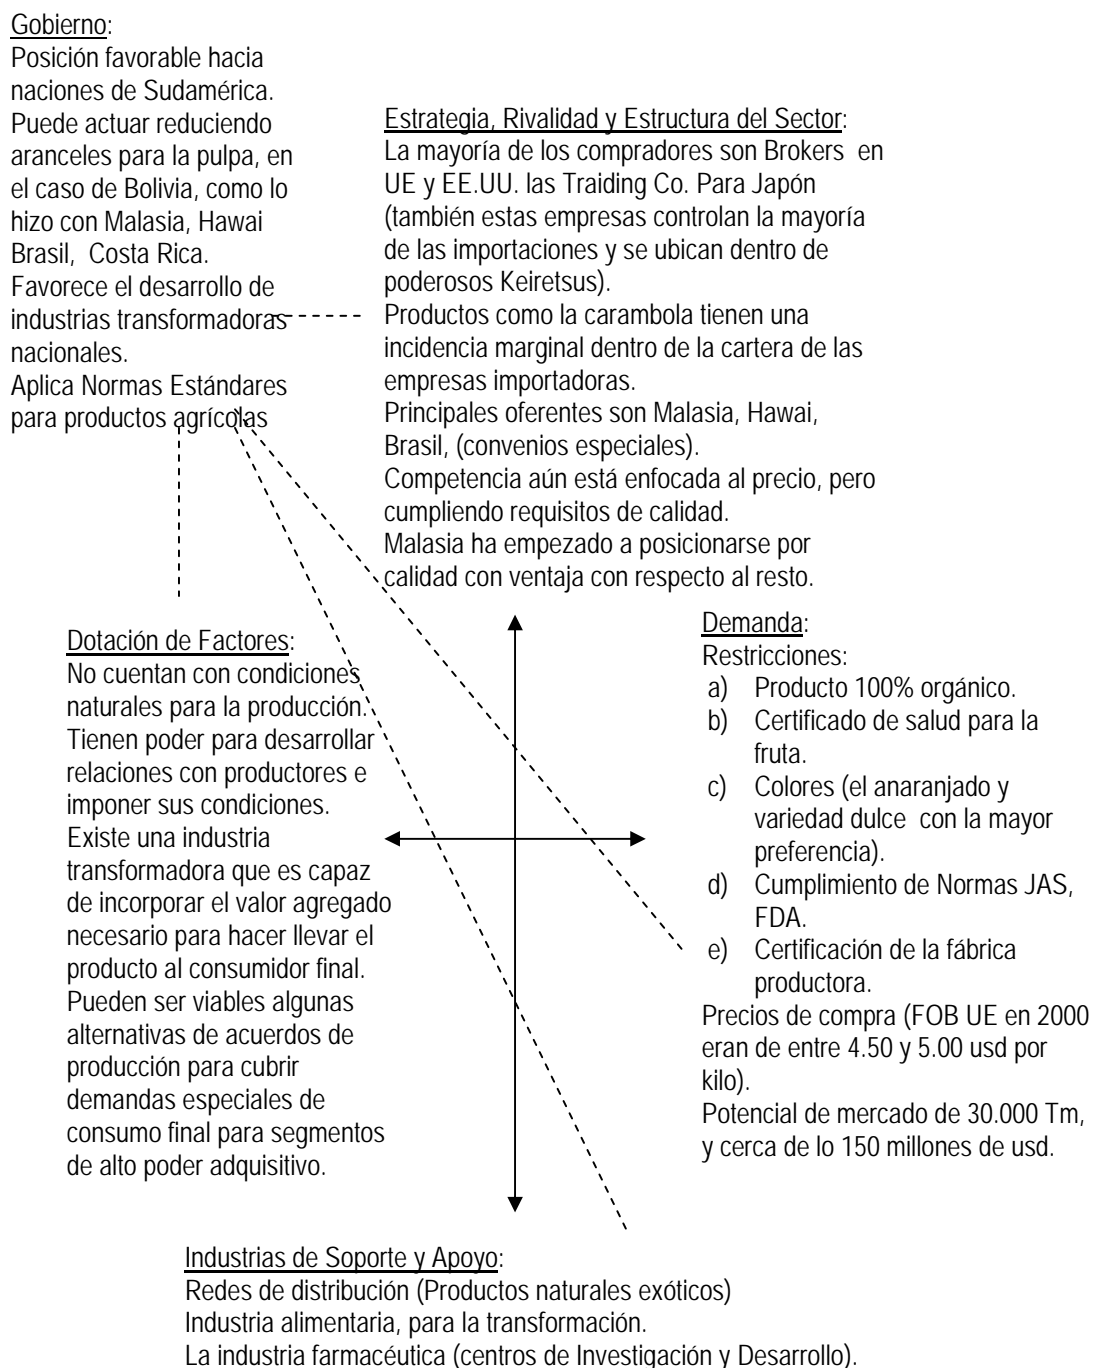 Gobierno:
Posición favorable hacia
naciones de Sudamérica.
Puede actuar reduciendo
aranceles para la pulpa, en
el caso de Bolivia, como lo
hizo con Malasia, Hawai
Brasil, Costa Rica.
Favorece el desarrollo de
industrias transformadoras
nacionales.
Aplica Normas Estándares
para productos agrícolas
Estrategia, Rivalidad y Estructura del Sector:
La mayoría de los compradores son Brokers en
UE y EE.UU. las Traiding Co. Para Japón
(también estas empresas controlan la mayoría
de las importaciones y se ubican dentro de
poderosos Keiretsus).
Productos como la carambola tienen una
incidencia marginal dentro de la cartera de las
empresas importadoras.
Principales oferentes son Malasia, Hawai,
Brasil, (convenios especiales).
Competencia aún está enfocada al precio, pero
cumpliendo requisitos de calidad.
Malasia ha empezado a posicionarse por
calidad con ventaja con respecto al resto.
Dotación de Factores:
No cuentan con condiciones
naturales para la producción.
Tienen poder para desarrollar
relaciones con productores e
imponer sus condiciones.
Existe una industria
transformadora que es capaz
de incorporar el valor agregado
necesario para hacer llevar el
producto al consumidor final.
Pueden ser viables algunas
alternativas de acuerdos de
producción para cubrir
demandas especiales de
consumo final para segmentos
de alto poder adquisitivo.
Demanda:
Restricciones:
a) Producto 100% orgánico.
b) Certificado de salud para la
fruta.
c) Colores (el anaranjado y
variedad dulce con la mayor
preferencia).
d) Cumplimiento de Normas JAS,
FDA.
e) Certificación de la fábrica
productora.
Precios de compra (FOB UE en 2000
eran de entre 4.50 y 5.00 usd por
kilo).
Potencial de mercado de 30.000 Tm,
y cerca de lo 150 millones de usd.
Industrias de Soporte y Apoyo:
Redes de distribución (Productos naturales exóticos)
Industria alimentaria, para la transformación.
La industria farmacéutica (centros de Investigación y Desarrollo).